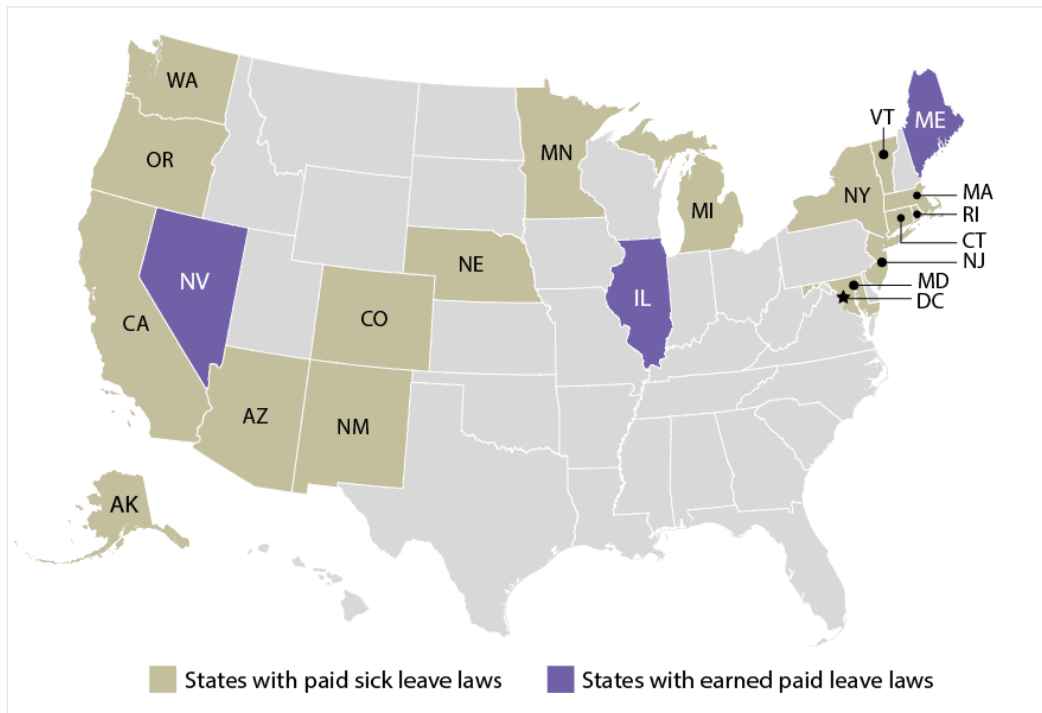 WA
VT
ME
OR
MN
NY
MA
MI
RI
CT
NE
NJ
NV
MD
IL
DC
CA
CO
AZ
NM
AK
States with paid sick leave laws
States with earned paid leave laws